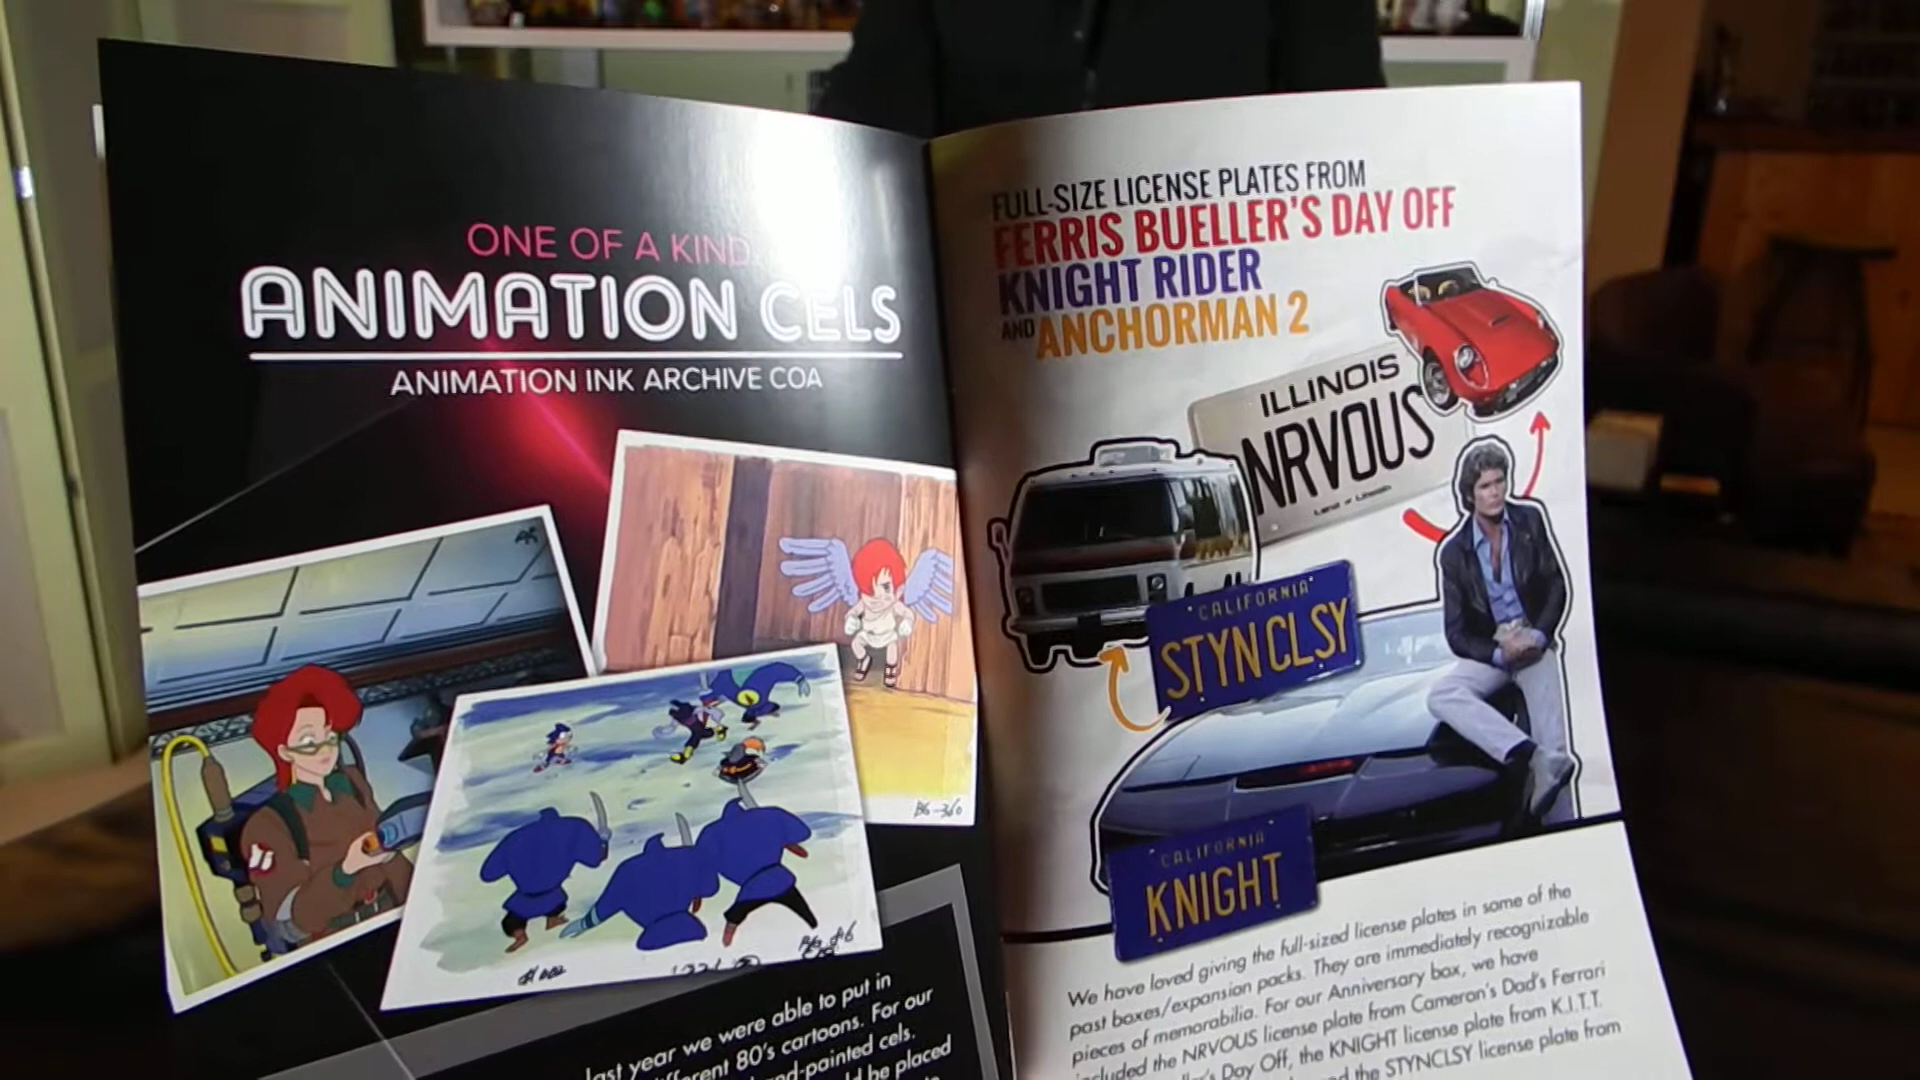 ONE OF A KIND
ANIMATION CELS
ANIMATION INK ARCHIVE COA
BG-360
last year we were able to put in
80's cartoons. For our
cels.
be placed
FULL-SIZE LICENSE PLATES FROM
FERRIS BUELLER'S DAY OFF
KNIGHT RIDER
AND ANCHORMAN 2
ILLINOIS
NRVOUS
Land of Lincoln
CALIFORNIA
STYNCLSY
CALIFORNIA
KNIGHT
We have loved giving the full-sized license plates in some of the
past boxes/expansion packs. They are immediately recognizable
pieces of memorabilia. For our Anniversary box, we have
included the NRVOUS license plate from Cameron's Dad's Ferrari
Day Off, the KNIGHT license plate from K.I.T.T.
the STYNCLSY license plate from